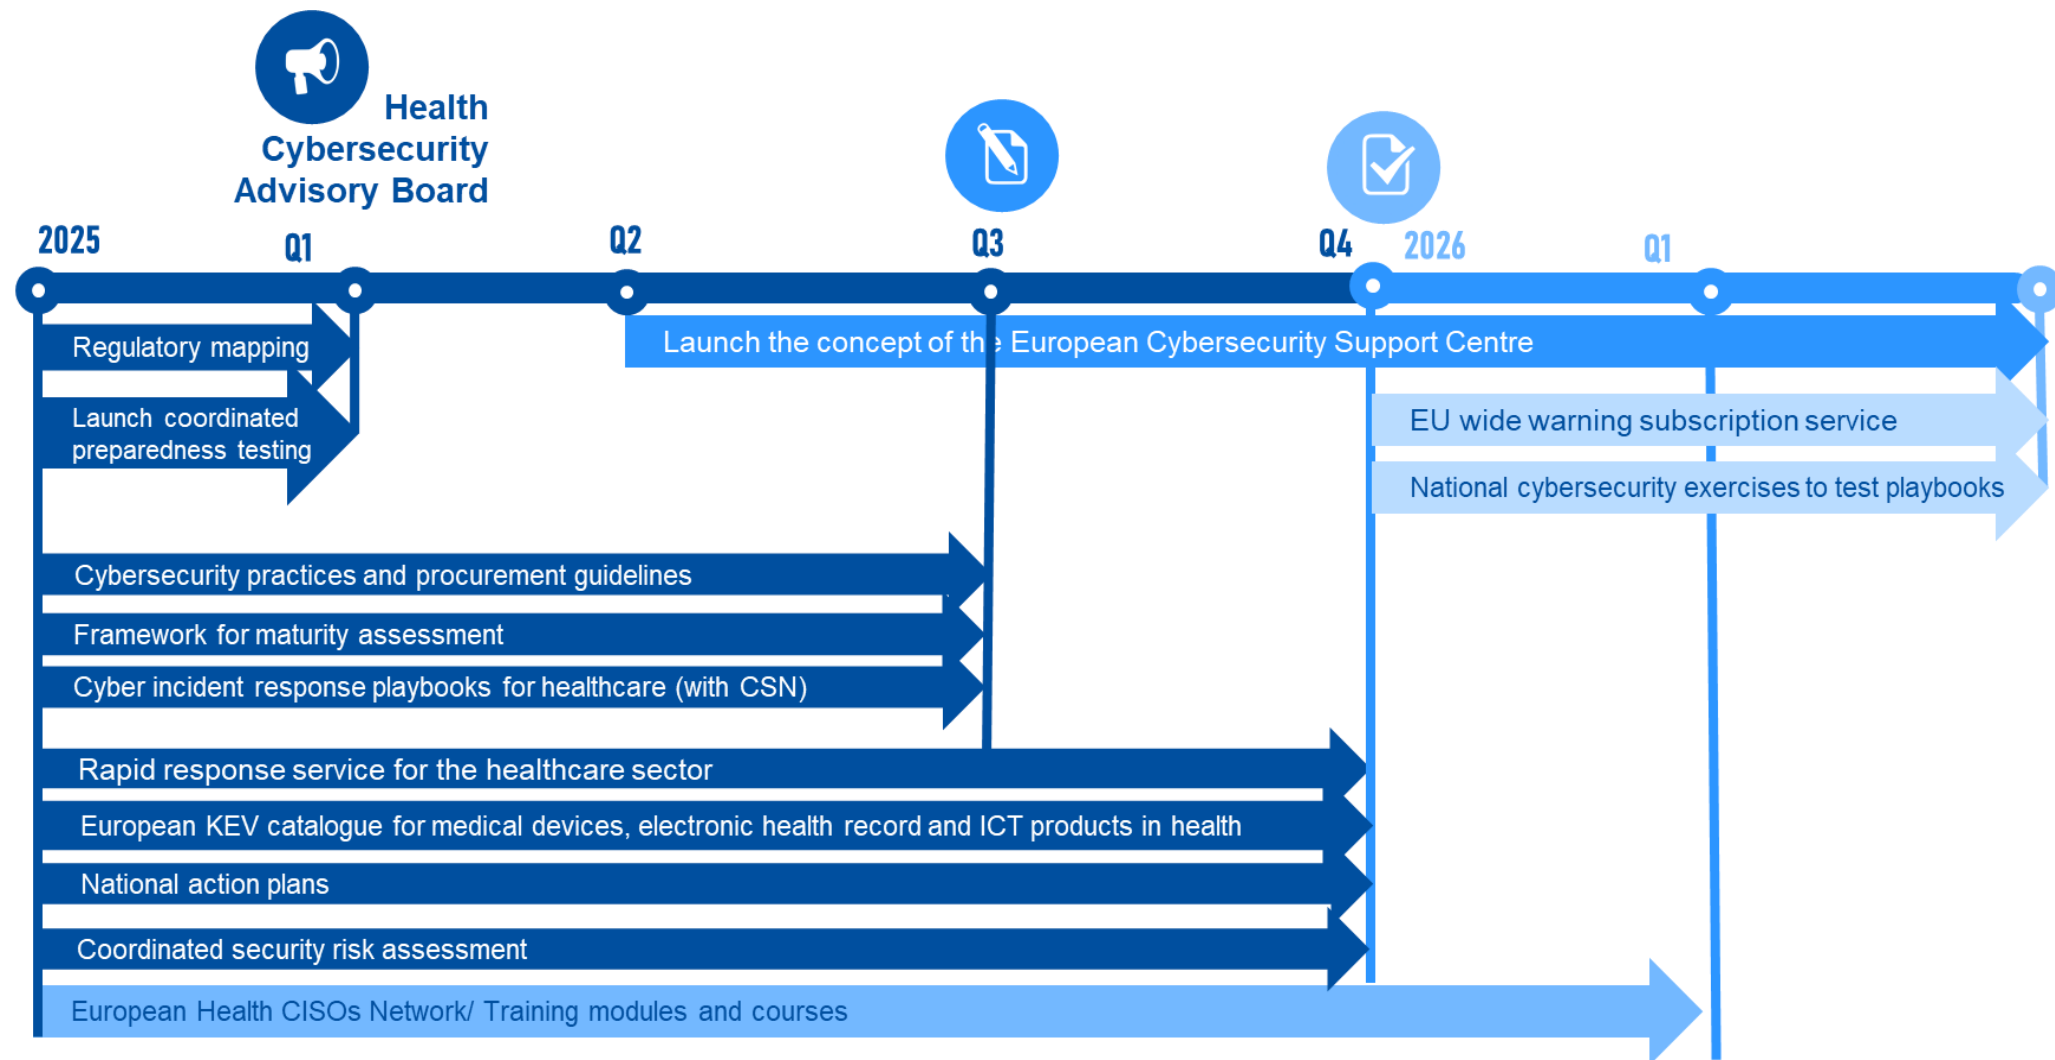 Health
Cybersecurity
Advisory Board
2025
Q1
Q2
Q3
Q4
2026
Q1
Regulatory mapping
Launch the concept of the European Cybersecurity Support Centre
Launch coordinated
preparedness testing
EU wide warning subscription service
National cybersecurity exercises to test playbooks
Cybersecurity practices and procurement guidelines
Framework for maturity assessment
Cyber incident response playbooks for healthcare (with CSN)
Rapid response service for the healthcare sector
European KEV catalogue for medical devices, electronic health record and ICT products in health
National action plans
Coordinated security risk assessment
European Health CISOs Network/ Training modules and courses